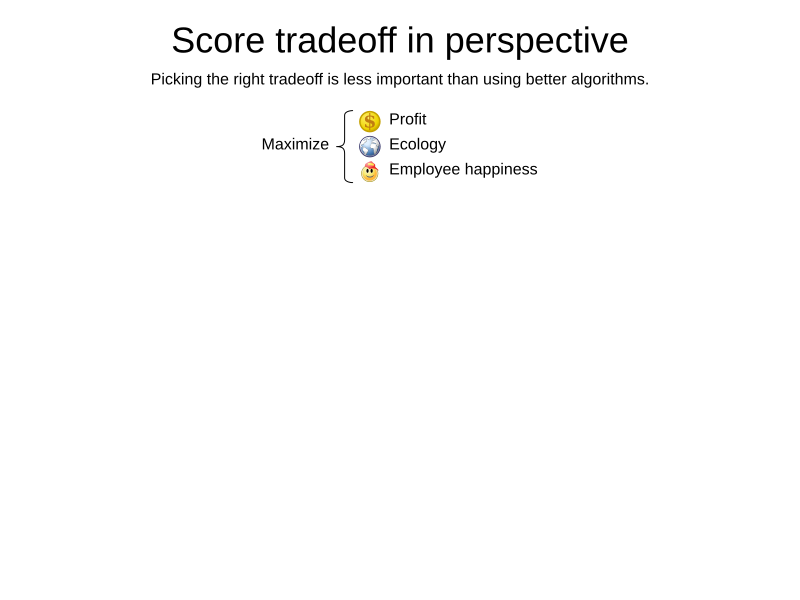 Score tradeoff in perspective
Picking the right tradeoff is less important than using better algorithms.
Profit
Maximize
Ecology
Employee happiness